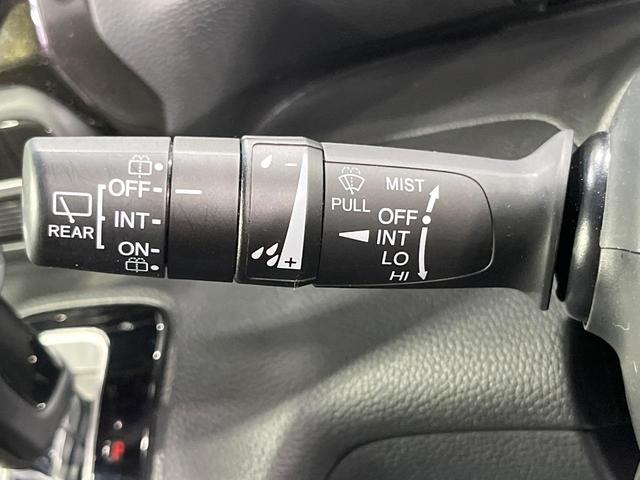 OFF
INT
REAR
ON
-
+
PULL
MIST
OFF
INT
LO
HI